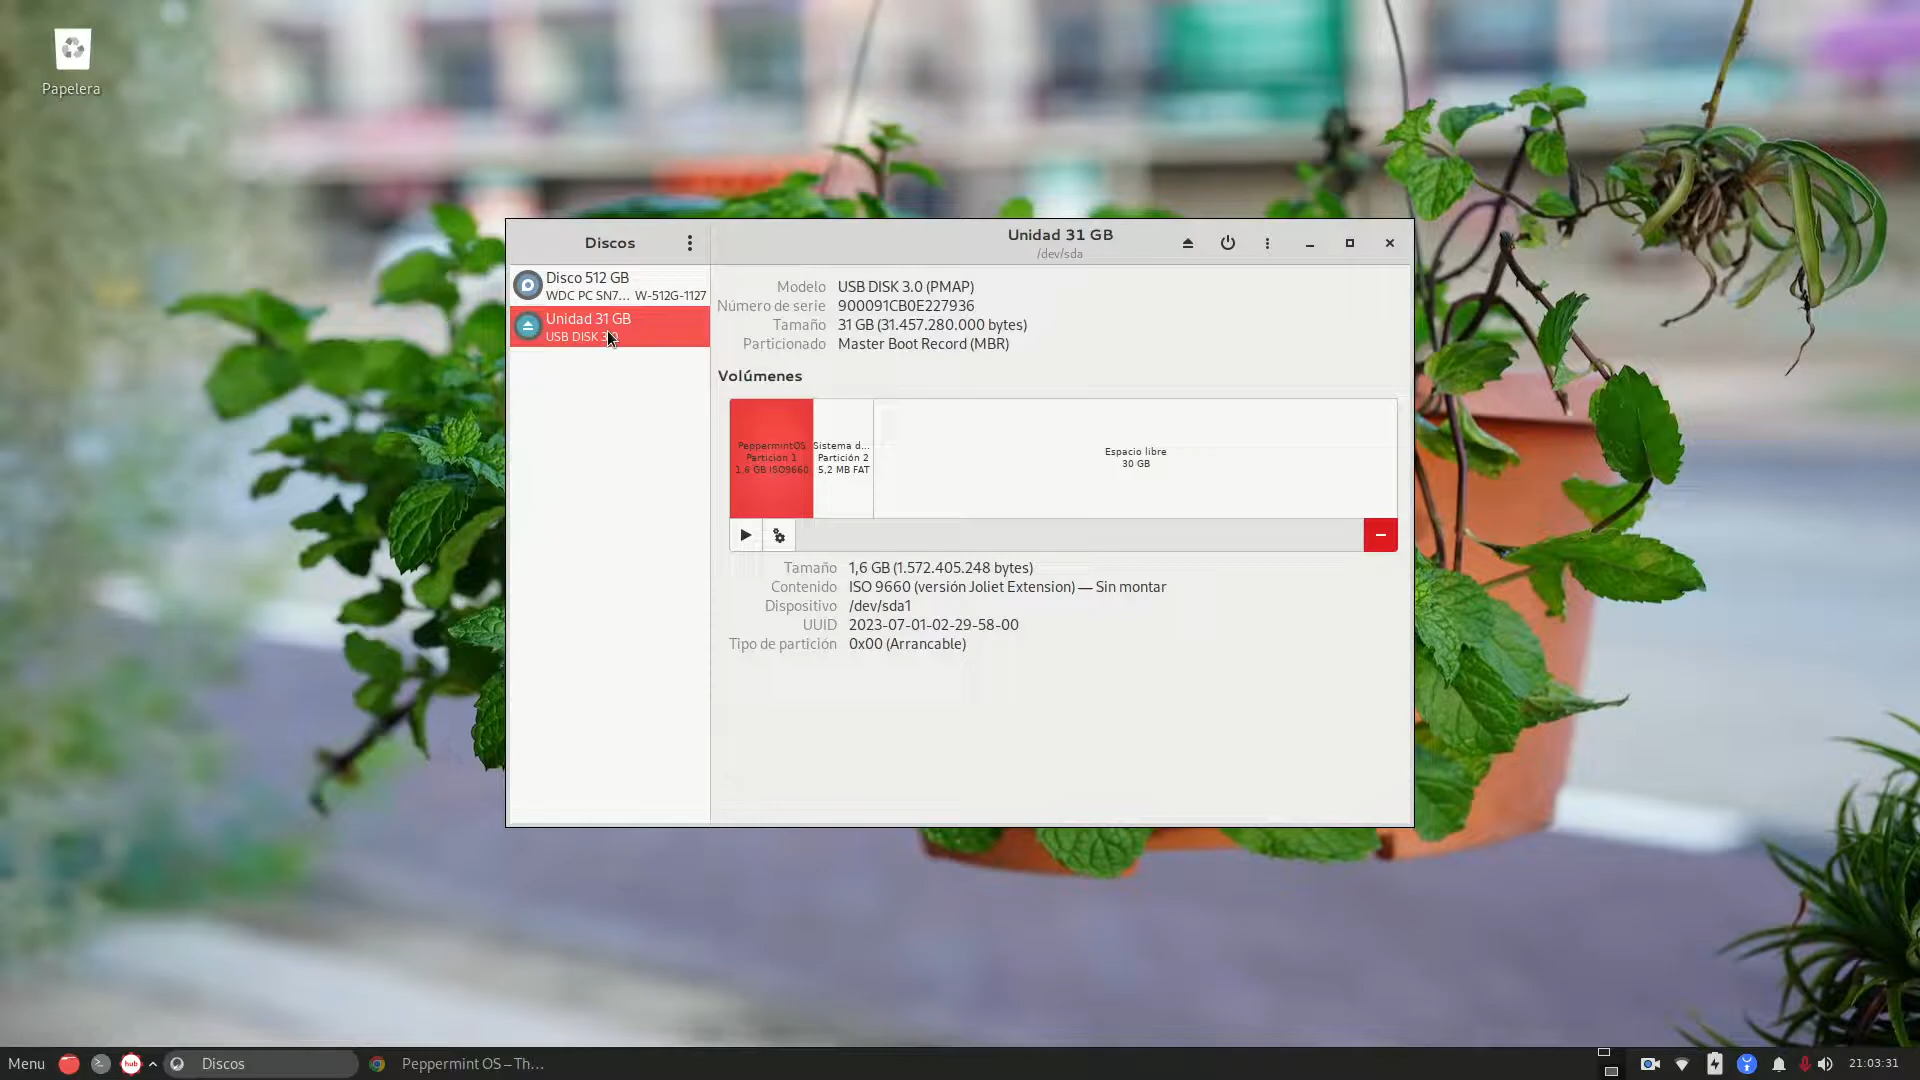 Papelera
Discos
Unidad 31 GB
/dev/sda
Disco 512 GB
WDC PC SN7... W-512G-1127
Unidad 31 GB
USB DISK 3.0
Modelo USB DISK 3.0 (PMAP)
Número de serie 900091CB0E227936
Tamaño 31 GB (31.457.280.000 bytes)
Particionado Master Boot Record (MBR)
Volúmenes
PeppermintOS
Partición 1
1,6 GB ISO9660
Sistema d...
Partición 2
5,2 MB FAT
Espacio libre
30 GB
Tamaño 1,6 GB (1.572.405.248 bytes)
Contenido ISO 9660 (versión Joliet Extension) — Sin montar
Dispositivo /dev/sda1
UUID 2023-07-01-02-29-58-00
Tipo de partición 0x00 (Arrancable)
Menu hub Discos Peppermint OS – Th... 21:03:31